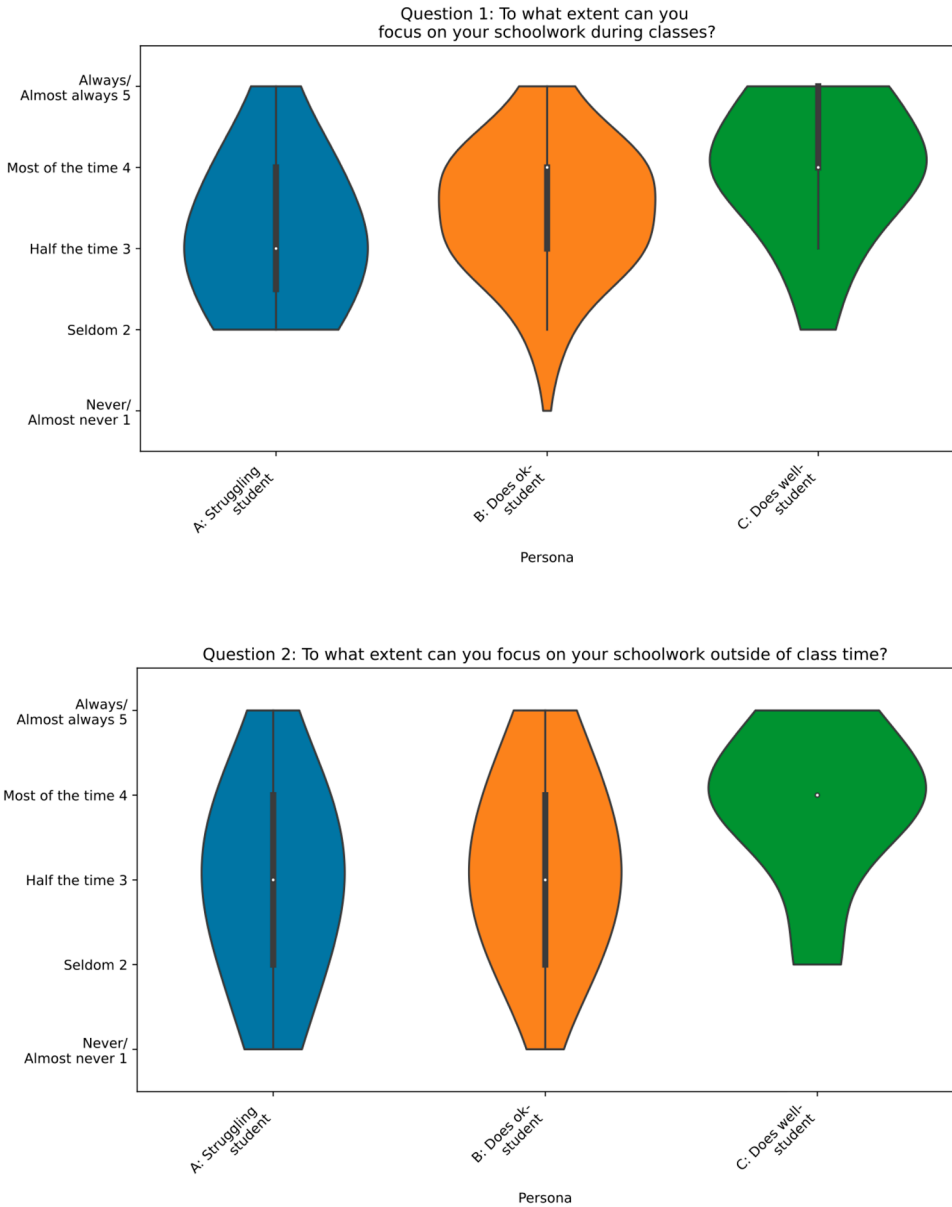 Question 1: To what extent can you
focus on your schoolwork during classes?
Always/
Almost always 5
Most of the time 4
Half the time 3
Seldom 2
Never/
Almost never 1
A: Struggling
student
B: Does ok-
student
C: Does well-
student
Persona
Question 2: To what extent can you focus on your schoolwork outside of class time?
Always/
Almost always 5
Most of the time 4
Half the time 3
Seldom 2
Never/
Almost never 1
A: Struggling
student
B: Does ok-
student
C: Does well-
student
Persona